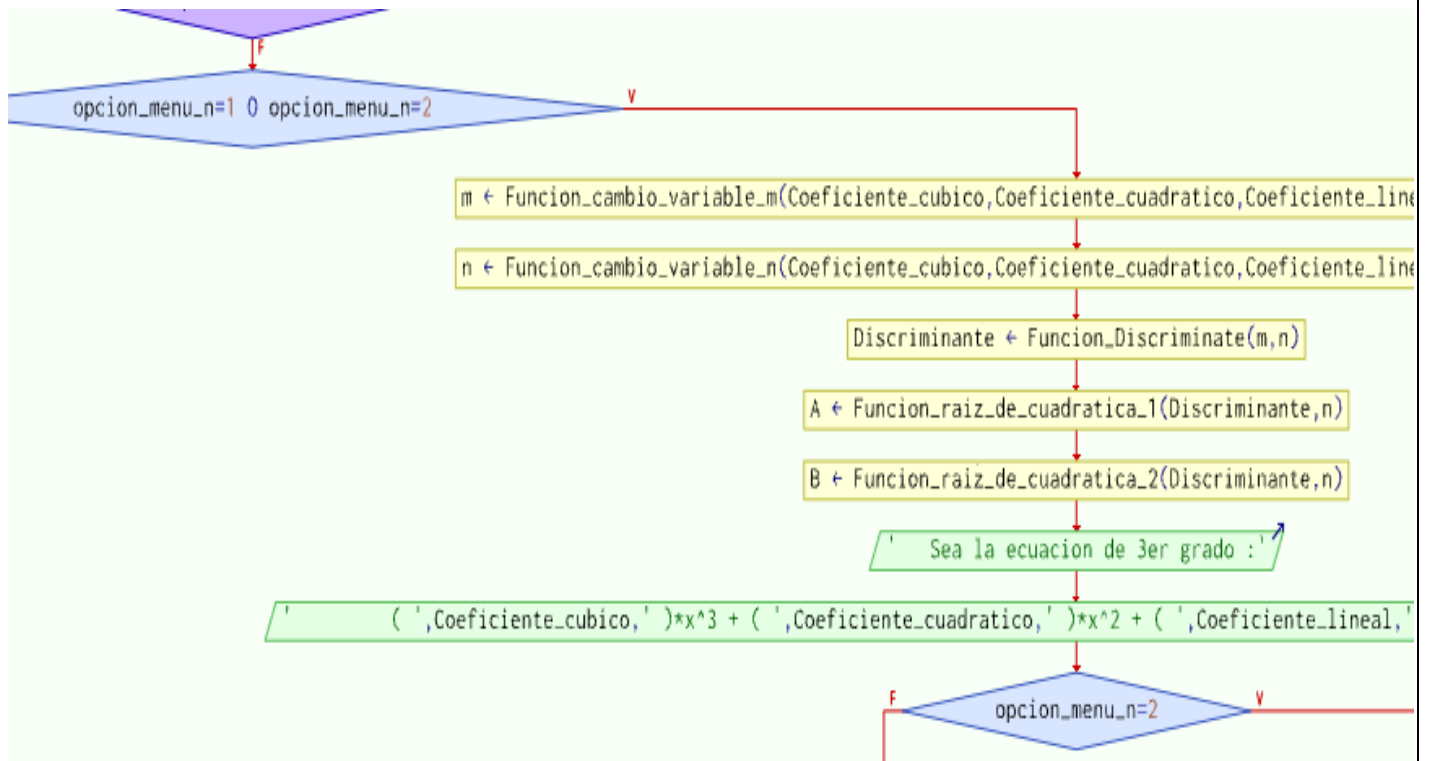 F
opcion_menu_n=1 O opcion_menu_n=2
V
m ← Funcion_cambio_variable_m(Coeficiente_cubico,Coeficiente_cuadratico,Coeficiente_line
n ← Funcion_cambio_variable_n(Coeficiente_cubico,Coeficiente_cuadratico,Coeficiente_line
Discriminante ← Funcion_Discriminate(m,n)
A ← Funcion_raiz_de_cuadratica_1(Discriminante,n)
B ← Funcion_raiz_de_cuadratica_2(Discriminante,n)
'   Sea la ecuacion de 3er grado :'
'        ( ',Coeficiente_cubico,' )*x^3 + ( ',Coeficiente_cuadratico,' )*x^2 + ( ',Coeficiente_lineal,'
F
opcion_menu_n=2
V